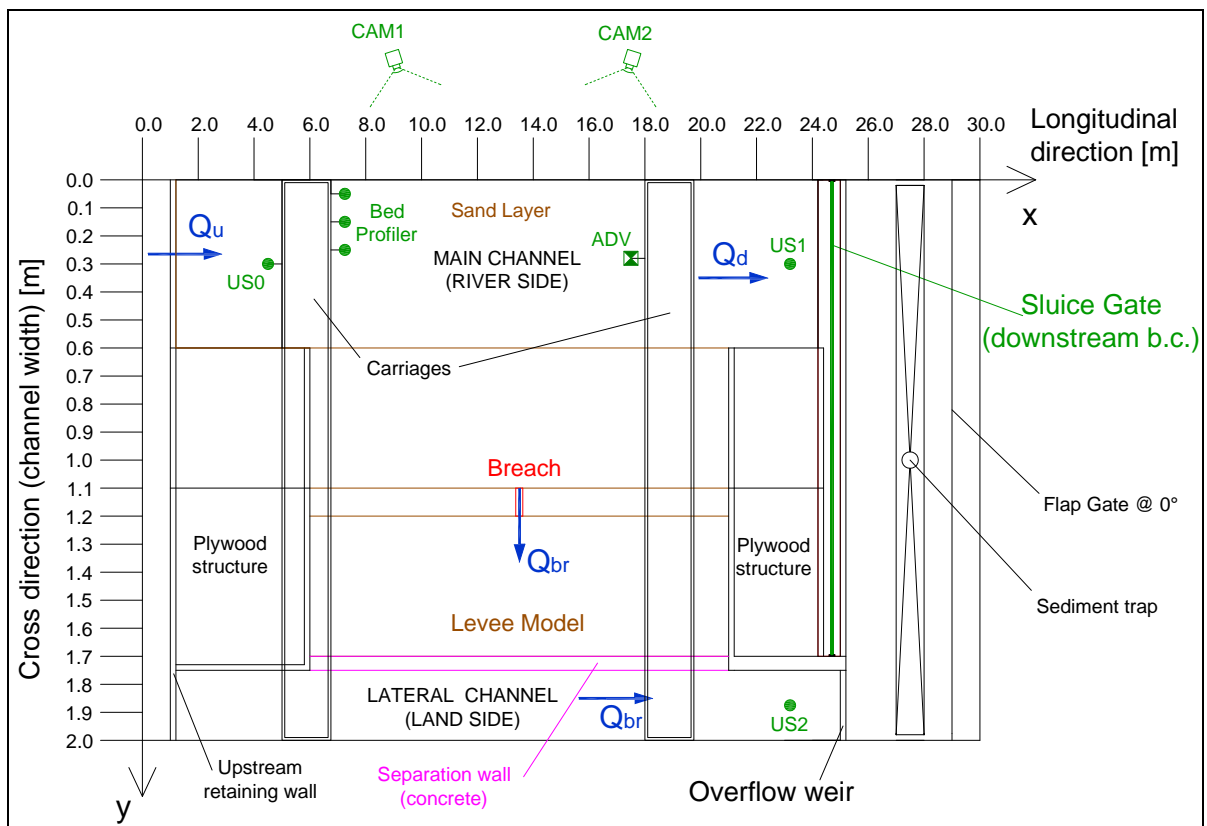 CAM1
CAM2
0.0 2.0 4.0 6.0 8.0 10.0 12.0 14.0 16.0 18.0 20.0 22.0 24.0 26.0 28.0 30.0
Longitudinal
direction [m]
x
Cross direction (channel width) [m]
0.0
0.1
0.2
0.3
0.4
0.5
0.6
0.7
0.8
0.9
1.0
1.1
1.2
1.3
1.4
1.5
1.6
1.7
1.8
1.9
2.0
y
Qu
US0
Bed
Profiler
Sand Layer
MAIN CHANNEL
(RIVER SIDE)
ADV
Qd
US1
Sluice Gate
(downstream b.c.)
Carriages
Breach
Qbr
Plywood
structure
Plywood
structure
Flap Gate @ 0°
Sediment trap
Levee Model
LATERAL CHANNEL
(LAND SIDE)
Qbr
US2
Upstream
retaining wall
Separation wall
(concrete)
Overflow weir